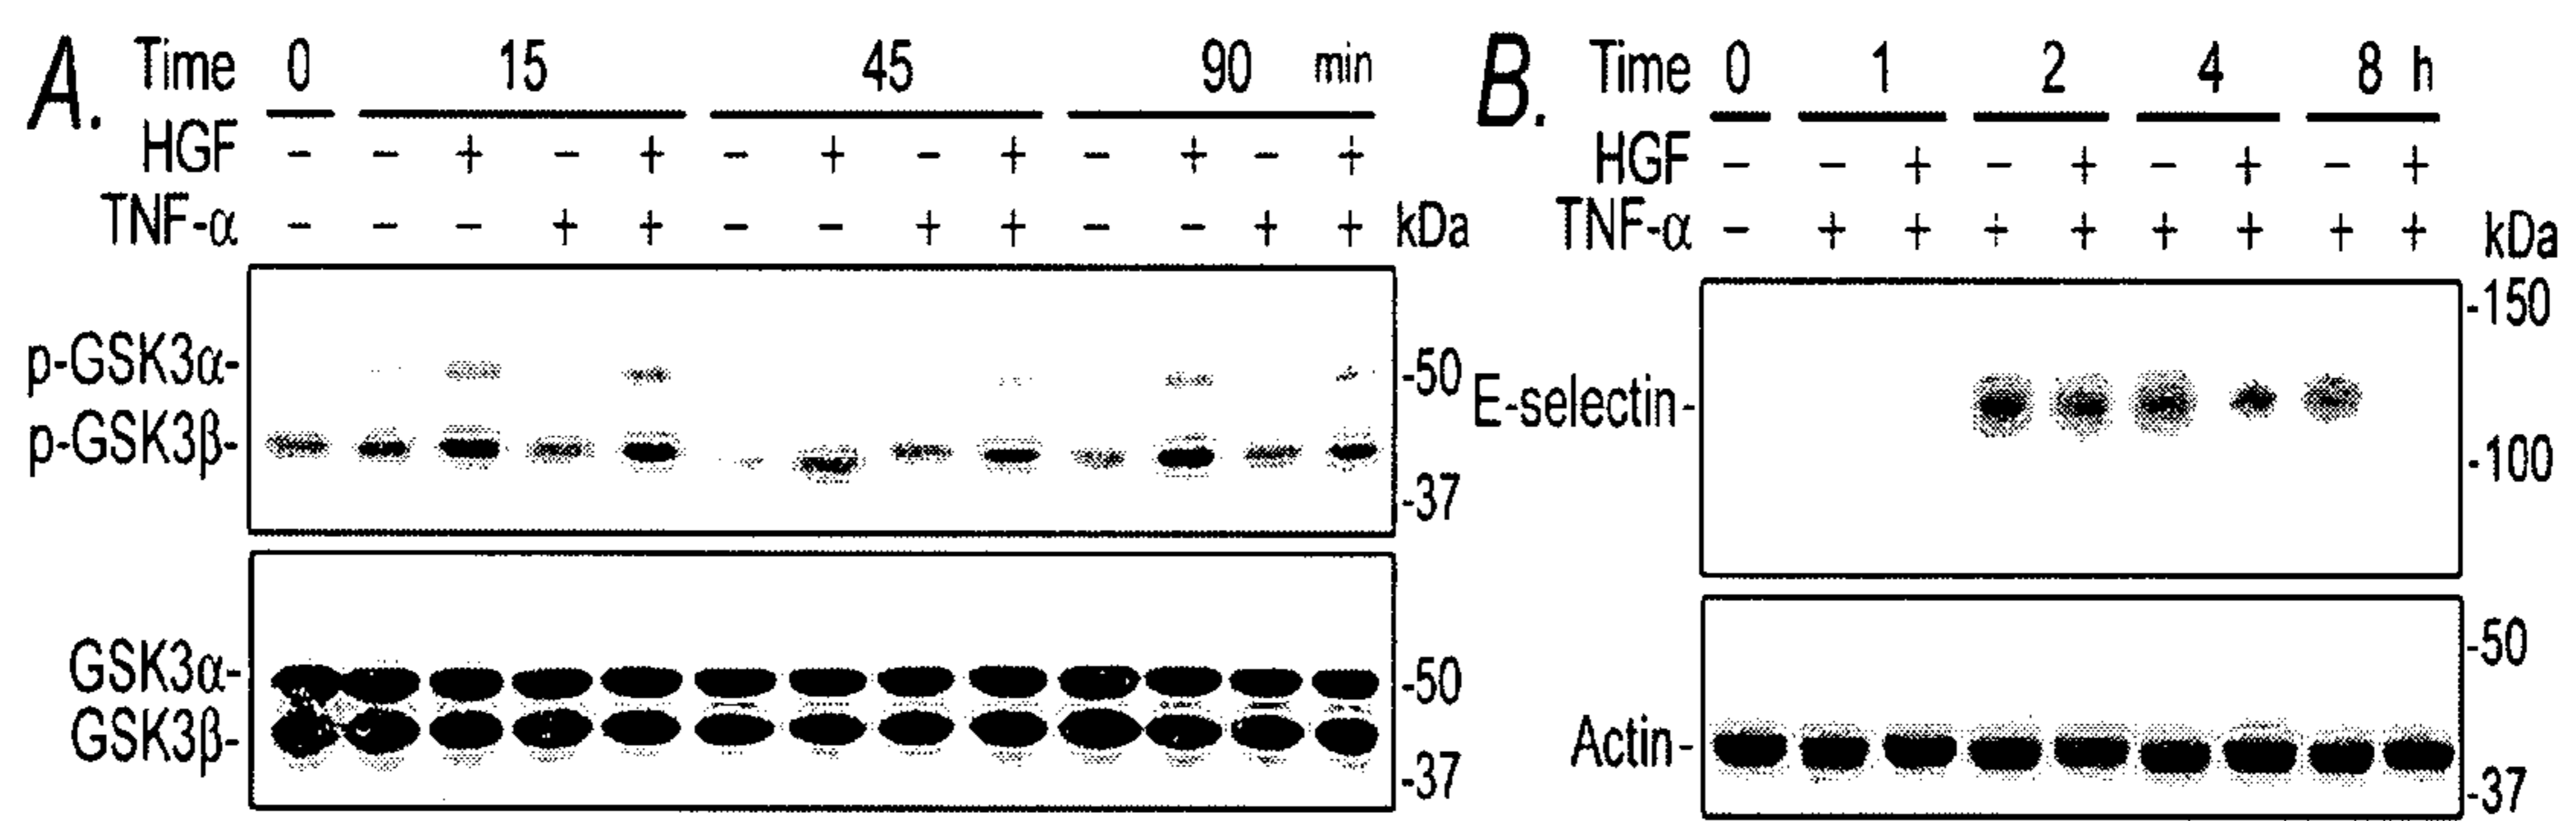 A. Time 0 15 45 90 min
HGF - - + - + - + - + - + - +
TNF-α - - - + + - - + + - - + + kDa
p-GSK3α- -50
p-GSK3β- -37
GSK3α- -50
GSK3β- -37
B. Time 0 1 2 4 8 h
HGF - - + - + - + - +
TNF-α - + + + + + + + + kDa
-150
E-selectin- -100
-50
Actin- -37